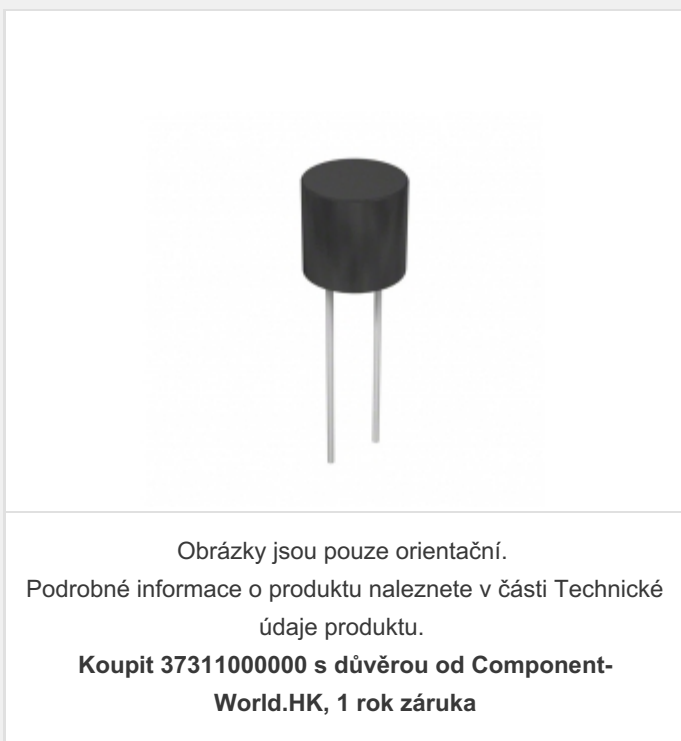 Obrázky jsou pouze orientační.
Podrobné informace o produktu naleznete v části Technické
údaje produktu.
Koupit 37311000000 s důvěrou od Component-
World.HK, 1 rok záruka